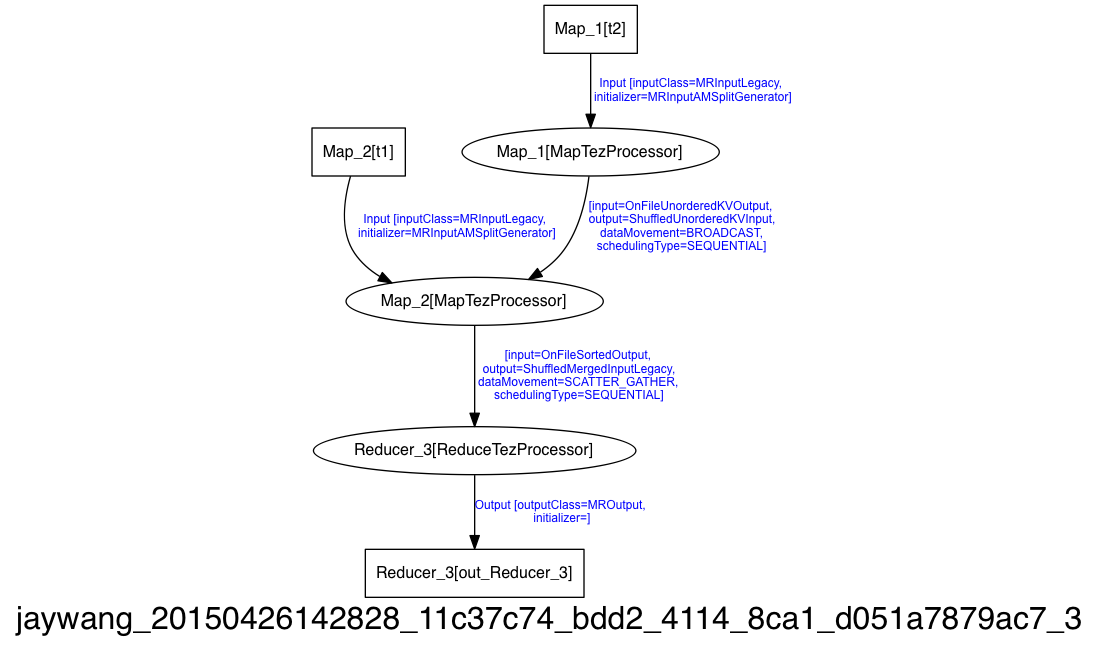 Map_1[t2]
Input [inputClass=MRInputLegacy,
initializer=MRInputAMSplitGenerator]
Map_2[t1]
Map_1[MapTezProcessor]
Input [inputClass=MRInputLegacy,
initializer=MRInputAMSplitGenerator]
[input=OnFileUnorderedKVOutput,
output=ShuffledUnorderedKVInput,
dataMovement=BROADCAST,
schedulingType=SEQUENTIAL]
Map_2[MapTezProcessor]
[input=OnFileSortedOutput,
output=ShuffledMergedInputLegacy,
dataMovement=SCATTER_GATHER,
schedulingType=SEQUENTIAL]
Reducer_3[ReduceTezProcessor]
Output [outputClass=MROutput,
initializer=]
Reducer_3[out_Reducer_3]
jaywang_20150426142828_11c37c74_bdd2_4114_8ca1_d051a7879ac7_3